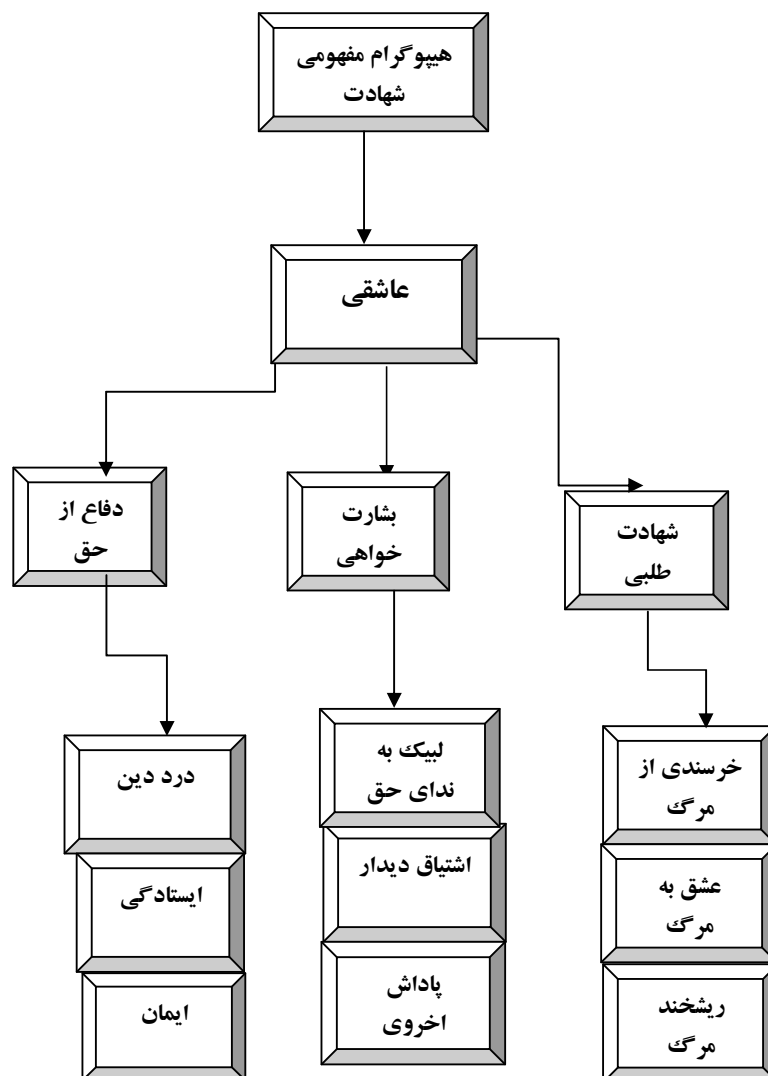 هیپوگرام مفهومی
شهادت
عاشقی
شهادت
طلبی
بشارت
خواهی
دفاع از
حق
خرسندی از
مرگ
عشق به
مرگ
ریشخند
مرگ
لبیک به
ندای حق
اشتیاق دیدار
پاداش
اخروی
درد دین
ایستادگی
ایمان